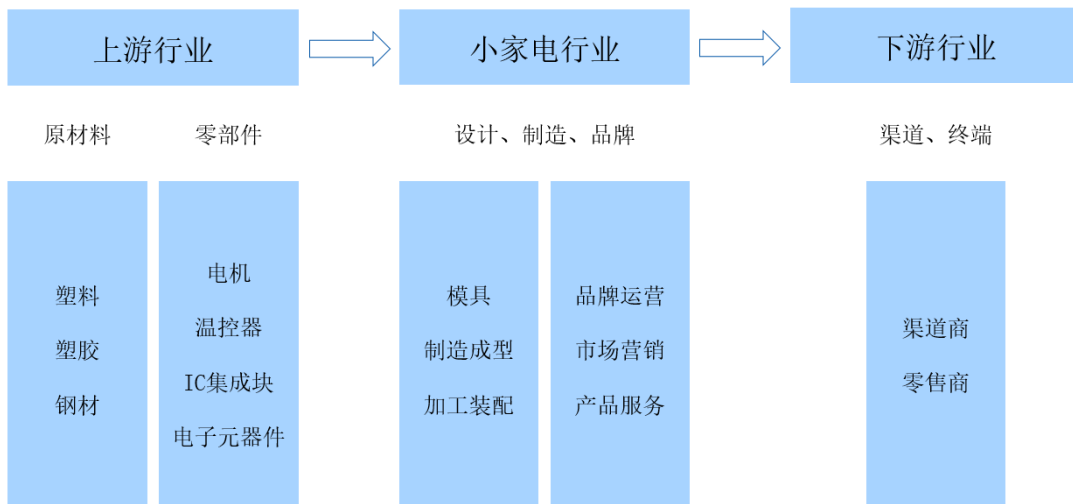 上游行业
小家电行业
下游行业
原材料
零部件
设计、制造、品牌
渠道、终端
塑料
塑胶
钢材
电机
温控器
IC集成块
电子元器件
模具
制造成型
加工装配
品牌运营
市场营销
产品服务
渠道商
零售商